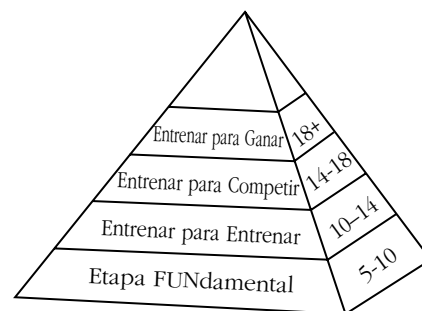 Entrenar para Ganar 18+
Entrenar para Competir 14-18
Entrenar para Entrenar 10–14
Etapa FUNdamental 5-10